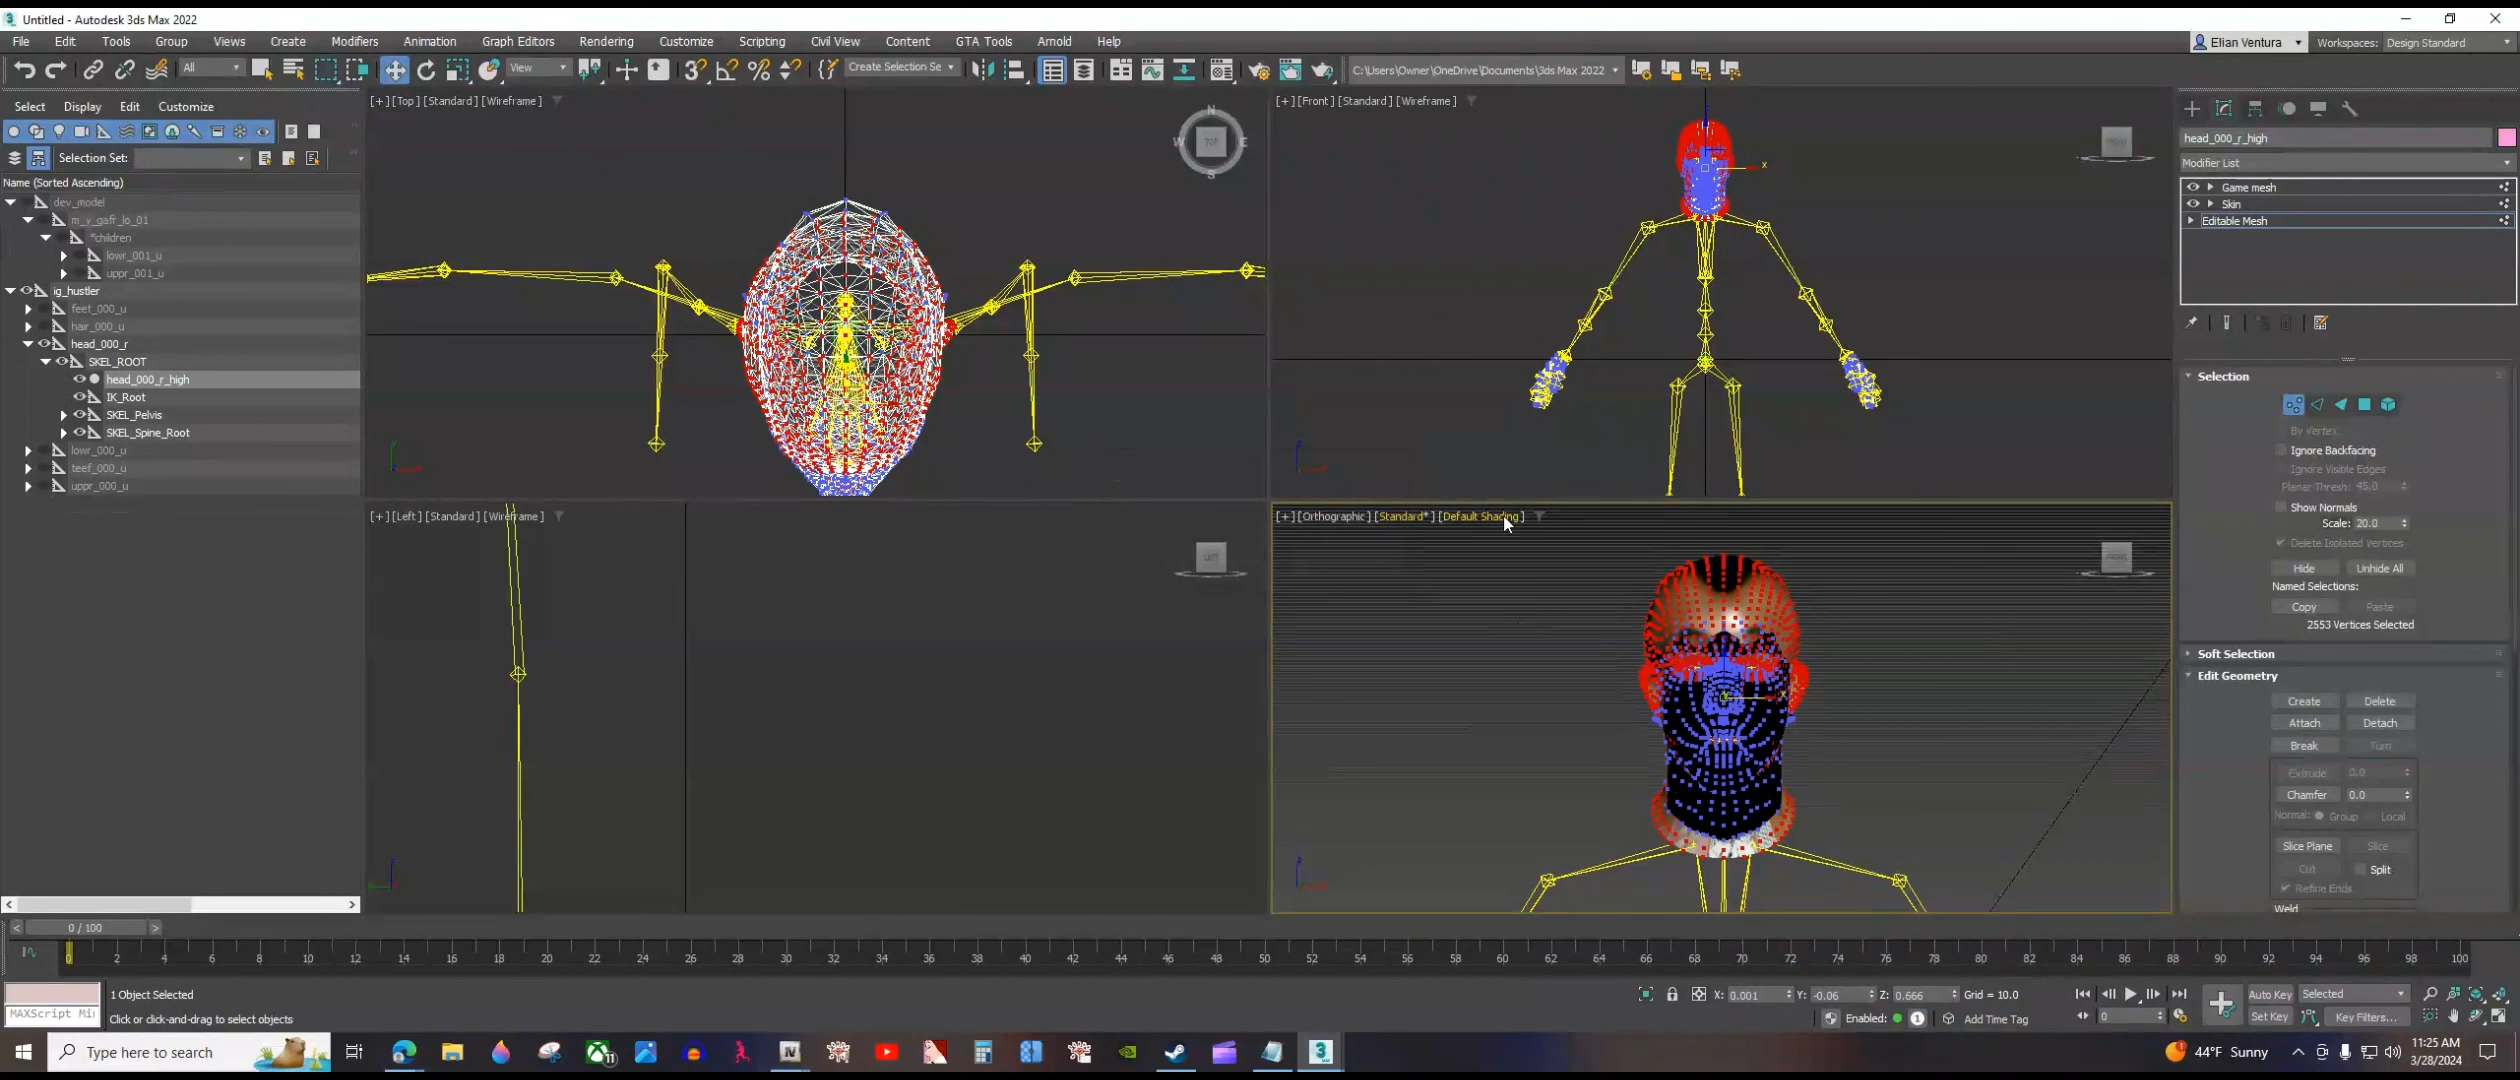 Untitled - Autodesk 3ds Max 2022
File Edit Tools Group Views Create Modifiers Animation Graph Editors Rendering Customize Scripting Civil View Content GTA Tools Arnold Help
Elian Ventura Workspaces: Design Standard
All View Create Selection Se C:\Users\Owner\OneDrive\Documents\3ds Max 2022
Select Display Edit Customize
Selection Set:
Name (Sorted Ascending)
dev_model
m_y_gafr_lo_01
*children
lowr_001_u
uppr_001_u
ig_hustler
feet_000_u
hair_000_u
head_000_r
SKEL_ROOT
head_000_r_high
IK_Root
SKEL_Pelvis
SKEL_Spine_Root
lowr_000_u
teef_000_u
uppr_000_u
[+] [Top] [Standard] [Wireframe]
N
W TOP E
S
[+] [Front] [Standard] [Wireframe]
x
[+] [Left] [Standard] [Wireframe]
LEFT
[+] [Orthographic] [Standard*] [Default Shading]
x
head_000_r_high
Modifier List
Game mesh
Skin
Editable Mesh
Selection
By Vertex
Ignore Backfacing
Ignore Visible Edges
Planar Thresh: 45.0
Show Normals
Scale: 20.0
Delete Isolated Vertices
Hide Unhide All
Named Selections:
Copy Paste
2553 Vertices Selected
Soft Selection
Edit Geometry
Create Delete
Attach Detach
Break Turn
Extrude 0.0
Chamfer 0.0
Normal: Group Local
Slice Plane Slice
Cut Split
Refine Ends
Weld
< 0 / 100 >
0 2 4 6 8 10 12 14 16 18 20 22 24 26 28 30 32 34 36 38 40 42 44 46 48 50 52 54 56 58 60 62 64 66 68 70 72 74 76 78 80 82 84 86 88 90 92 94 96 98 100
1 Object Selected
MAXScript Mi
Click or click-and-drag to select objects
X: 0.001 Y: -0.06 Z: 0.666 Grid = 10.0
Enabled: 1 Add Time Tag
0
Auto Key Selected
Set Key Key Filters...
Type here to search
11
IV
3
44°F Sunny
11:25 AM
3/28/2024